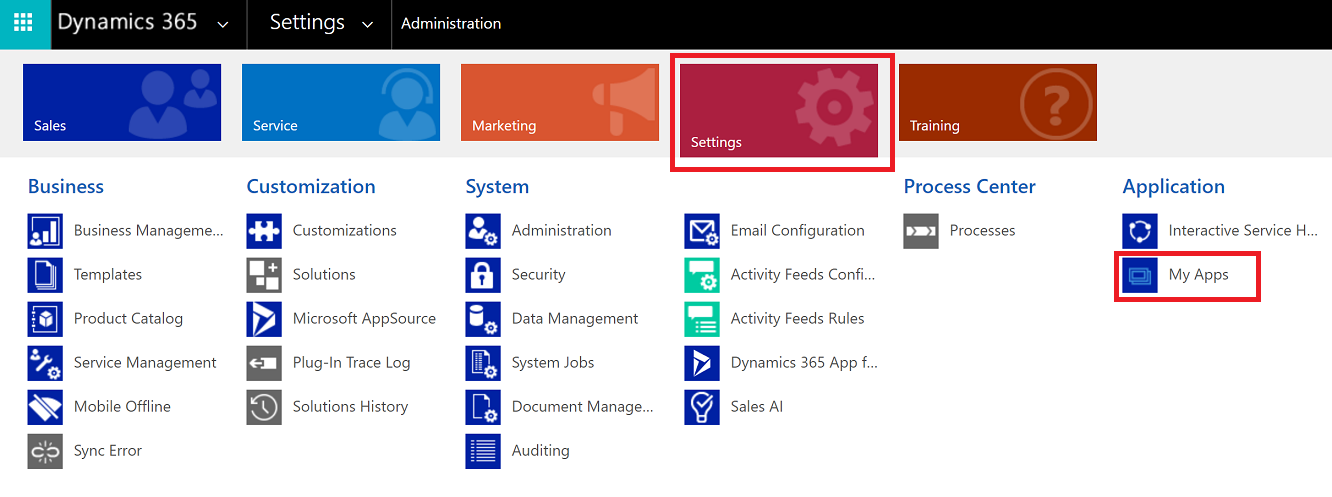 Dynamics 365 Settings Administration
Sales Service Marketing Settings Training
Business
Business Manageme...
Templates
Product Catalog
Service Management
Mobile Offline
Sync Error
Customization
Customizations
Solutions
Microsoft AppSource
Plug-In Trace Log
Solutions History
System
Administration
Security
Data Management
System Jobs
Document Manage...
Auditing
Email Configuration
Activity Feeds Confi...
Activity Feeds Rules
Dynamics 365 App f...
Sales AI
Process Center
Processes
Application
Interactive Service H...
My Apps